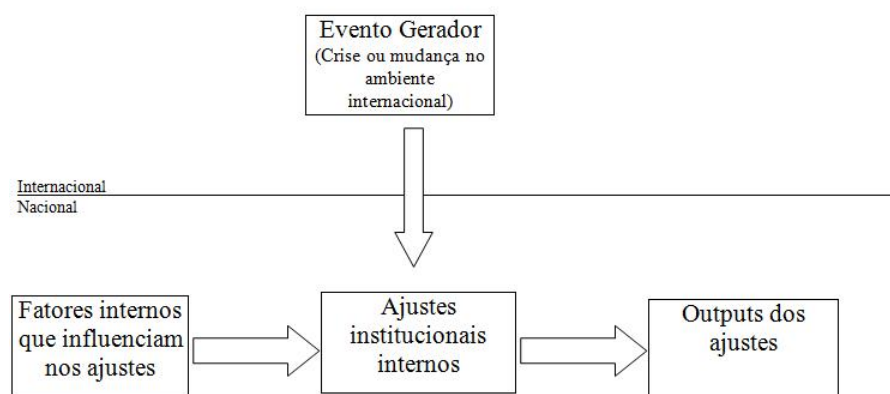 Evento Gerador
(Crise ou mudança no
ambiente
internacional)
Internacional
Nacional
Fatores internos
que influenciam
nos ajustes
Ajustes
institucionais
internos
Outputs dos
ajustes